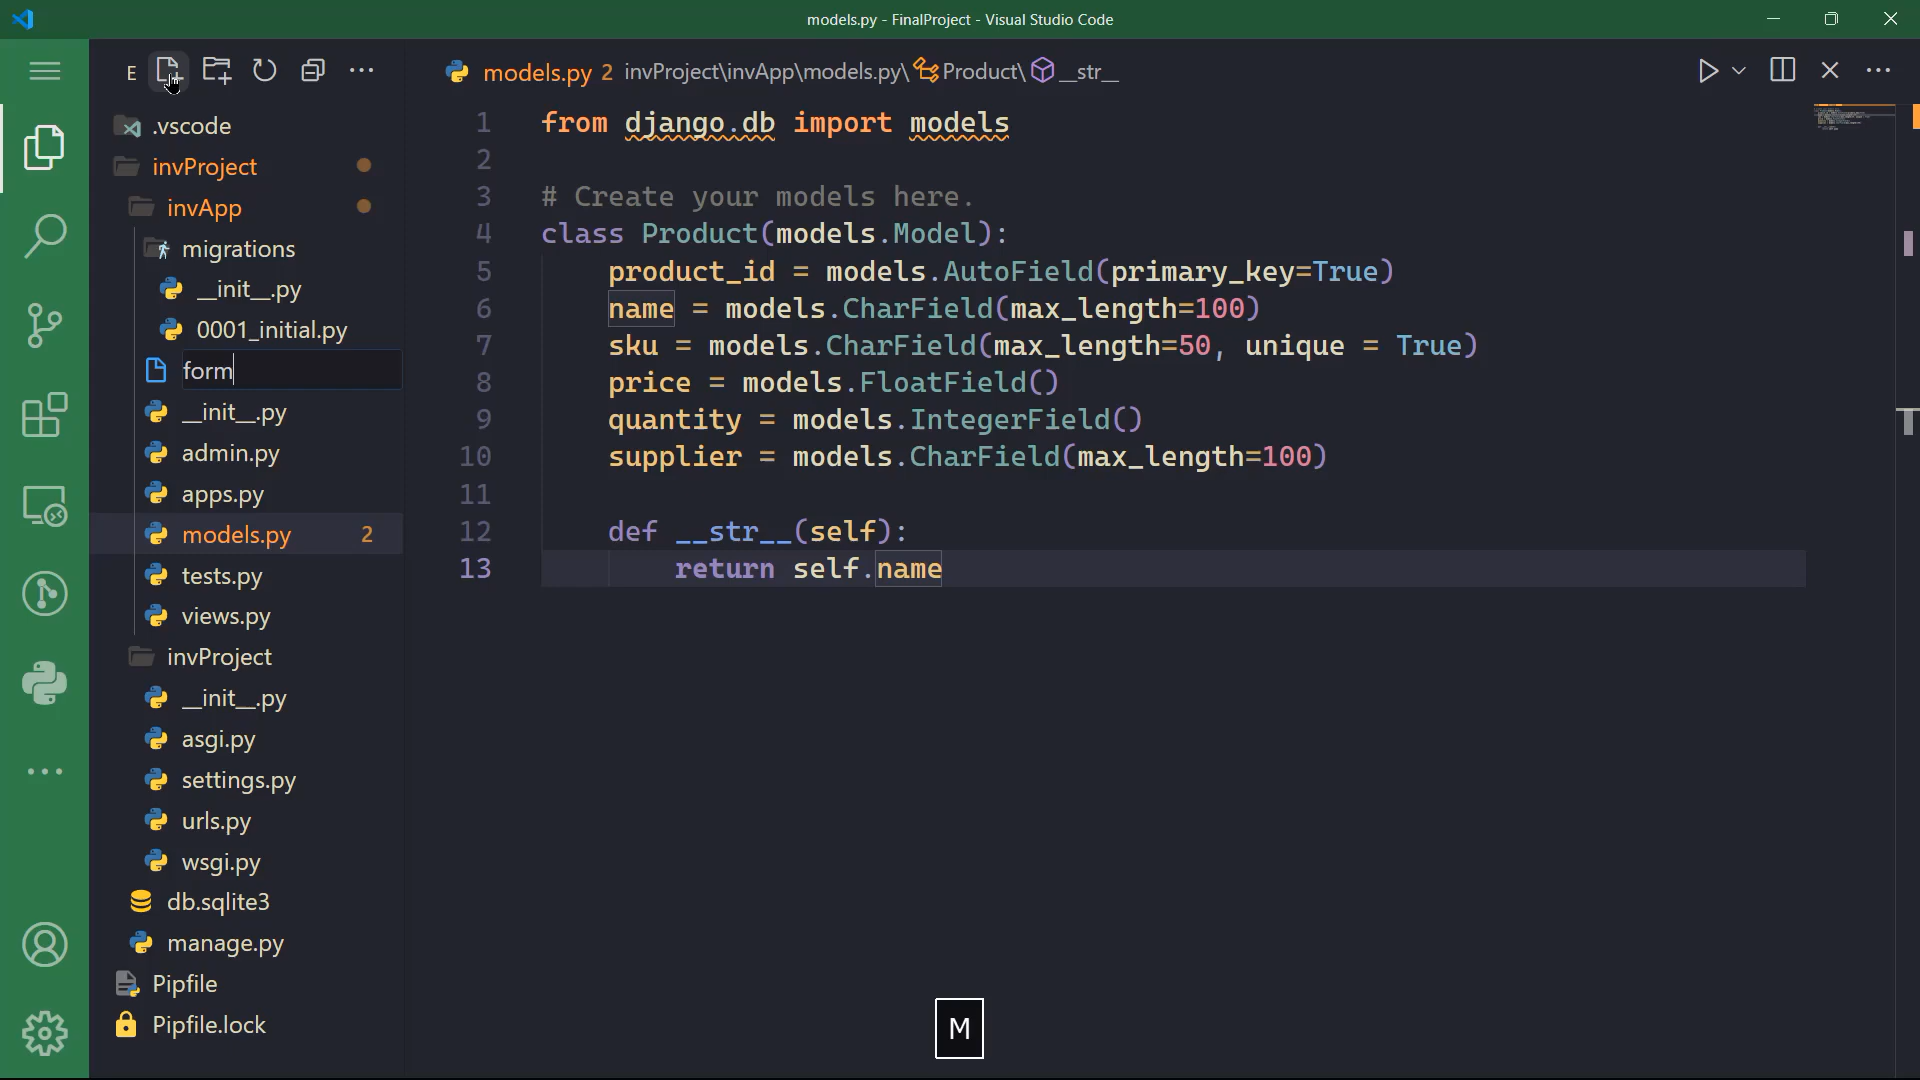 models.py - FinalProject - Visual Studio Code
E
models.py 2 invProject\invApp\models.py\Product\__str__
.vscode
invProject
invApp
migrations
__init__.py
0001_initial.py
form
__init__.py
admin.py
apps.py
models.py 2
tests.py
views.py
invProject
__init__.py
asgi.py
settings.py
urls.py
wsgi.py
db.sqlite3
manage.py
Pipfile
Pipfile.lock
1 from django.db import models
2
3 # Create your models here.
4 class Product(models.Model):
5     product_id = models.AutoField(primary_key=True)
6     name = models.CharField(max_length=100)
7     sku = models.CharField(max_length=50, unique = True)
8     price = models.FloatField()
9     quantity = models.IntegerField()
10     supplier = models.CharField(max_length=100)
11
12     def __str__(self):
13         return self.name
M